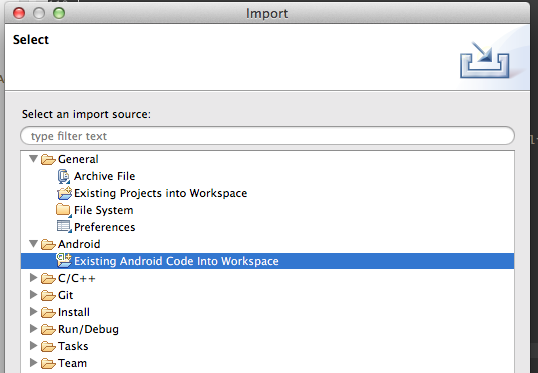 Import
Select
Select an import source:
type filter text
General
Archive File
Existing Projects into Workspace
File System
Preferences
Android
Existing Android Code Into Workspace
C/C++
Git
Install
Run/Debug
Tasks
Team